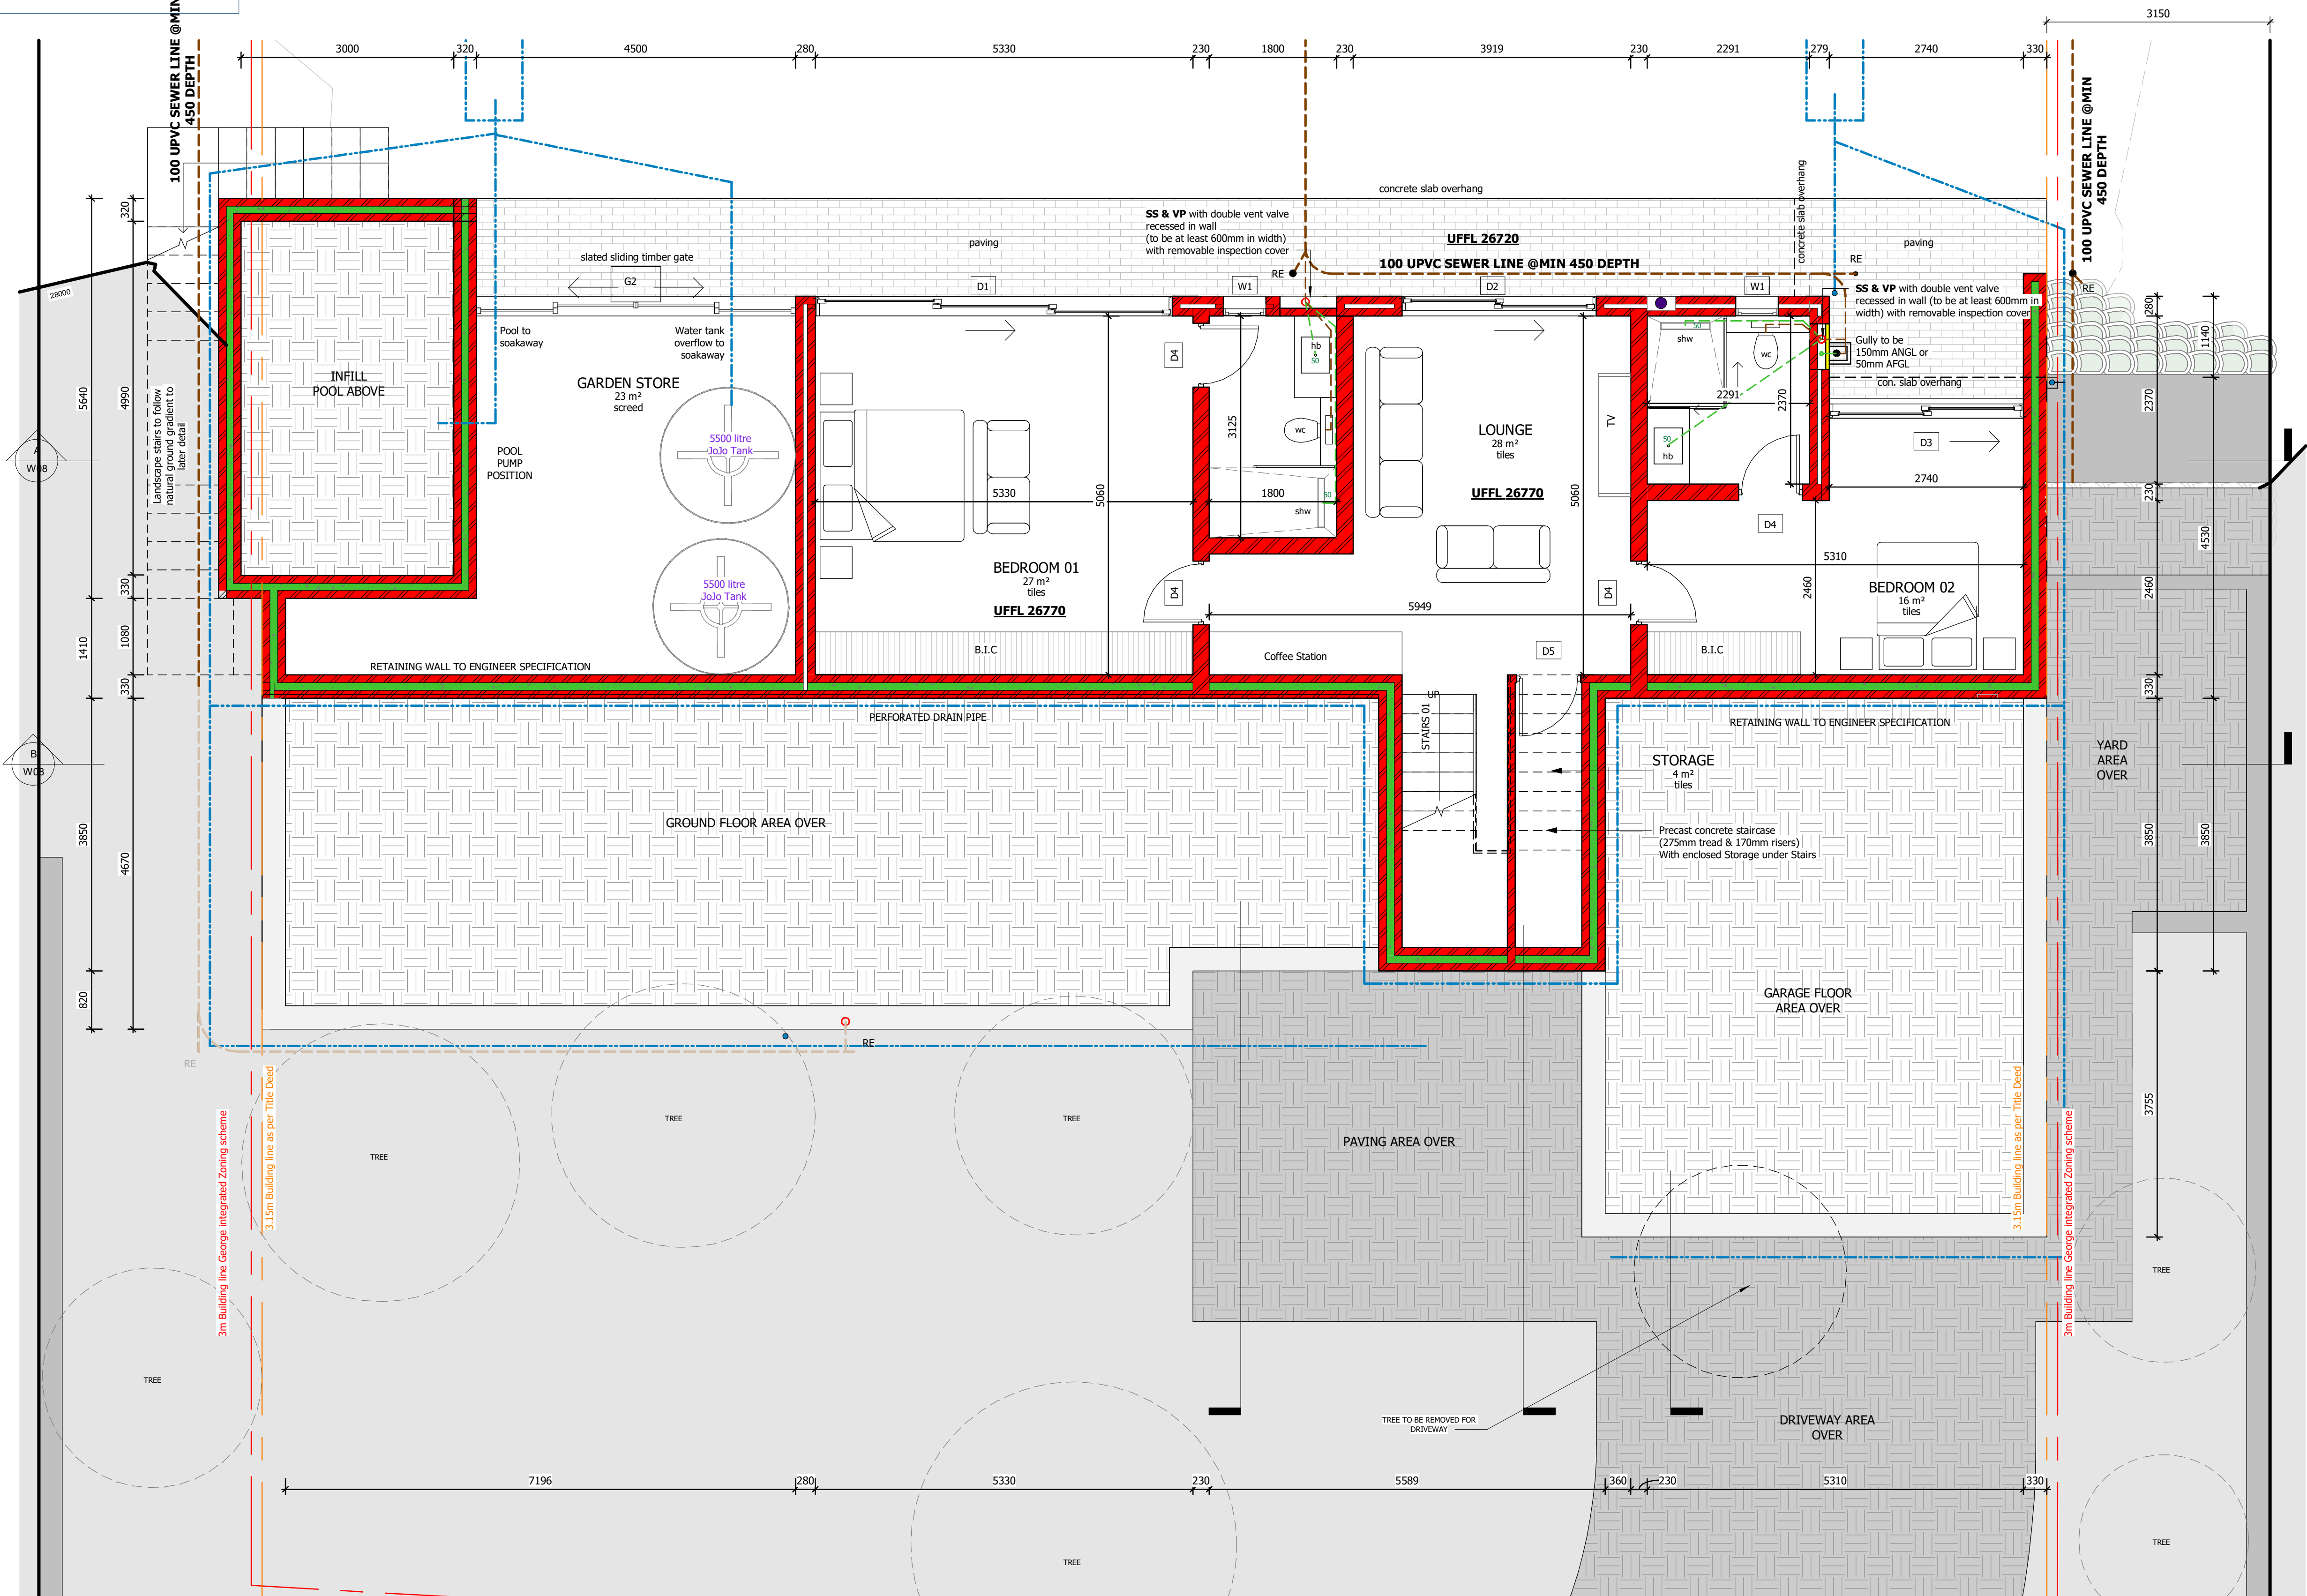 3150
3000
320
4500
280
5330
230
1800
230
3919
230
2291
279
2740
330
100 UPVC SEWER LINE @MIN
450 DEPTH
100 UPVC SEWER LINE @MIN
450 DEPTH
concrete slab overhang
concrete slab overhang
SS & VP with double vent valve
recessed in wall
(to be at least 600mm in width)
with removable inspection cover
UFFL 26720
paving
paving
slated sliding timber gate
G2
100 UPVC SEWER LINE @MIN 450 DEPTH
RE
RE
RE
D1
W1
D2
W1
SS & VP with double vent valve
recessed in wall (to be at least 600mm in
width) with removable inspection cover
28000
Pool to
soakaway
Water tank
overflow to
soakaway
Gully to be
150mm ANGL or
50mm AFGL
con. slab overhang
INFILL
POOL ABOVE
GARDEN STORE
23 m²
screed
D4
hb
50
50
shw
wc
2291
2370
TV
LOUNGE
28 m²
tiles
UFFL 26770
Landscape stairs to follow
natural ground gradient to
later detail
5500 litre
JoJo Tank
POOL
PUMP
POSITION
3125
wc
50
hb
D3
2740
A
W08
5330
5060
1800
50
shw
5060
D4
5310
BEDROOM 01
27 m²
tiles
UFFL 26770
5500 litre
JoJo Tank
D4
5949
D4
2460
BEDROOM 02
16 m²
tiles
RETAINING WALL TO ENGINEER SPECIFICATION
B.I.C
Coffee Station
D5
B.I.C
320
4990
330
1080
330
4670
5640
1410
3850
820
280
2370
230
2460
330
3850
3755
1140
4530
3850
UP
STAIRS 01
PERFORATED DRAIN PIPE
RETAINING WALL TO ENGINEER SPECIFICATION
B
W08
STORAGE
4 m²
tiles
YARD
AREA
OVER
GROUND FLOOR AREA OVER
Precast concrete staircase
(275mm tread & 170mm risers)
With enclosed Storage under Stairs
GARAGE FLOOR
AREA OVER
RE
RE
3m Building line George integrated Zoning scheme
3.15m Building line as per Title Deed
3.15m Building line as per Title Deed
3m Building line George integrated Zoning scheme
TREE
TREE
TREE
PAVING AREA OVER
TREE
TREE
TREE TO BE REMOVED FOR
DRIVEWAY
DRIVEWAY AREA
OVER
7196
280
5330
230
5589
360
230
5310
330
TREE
TREE